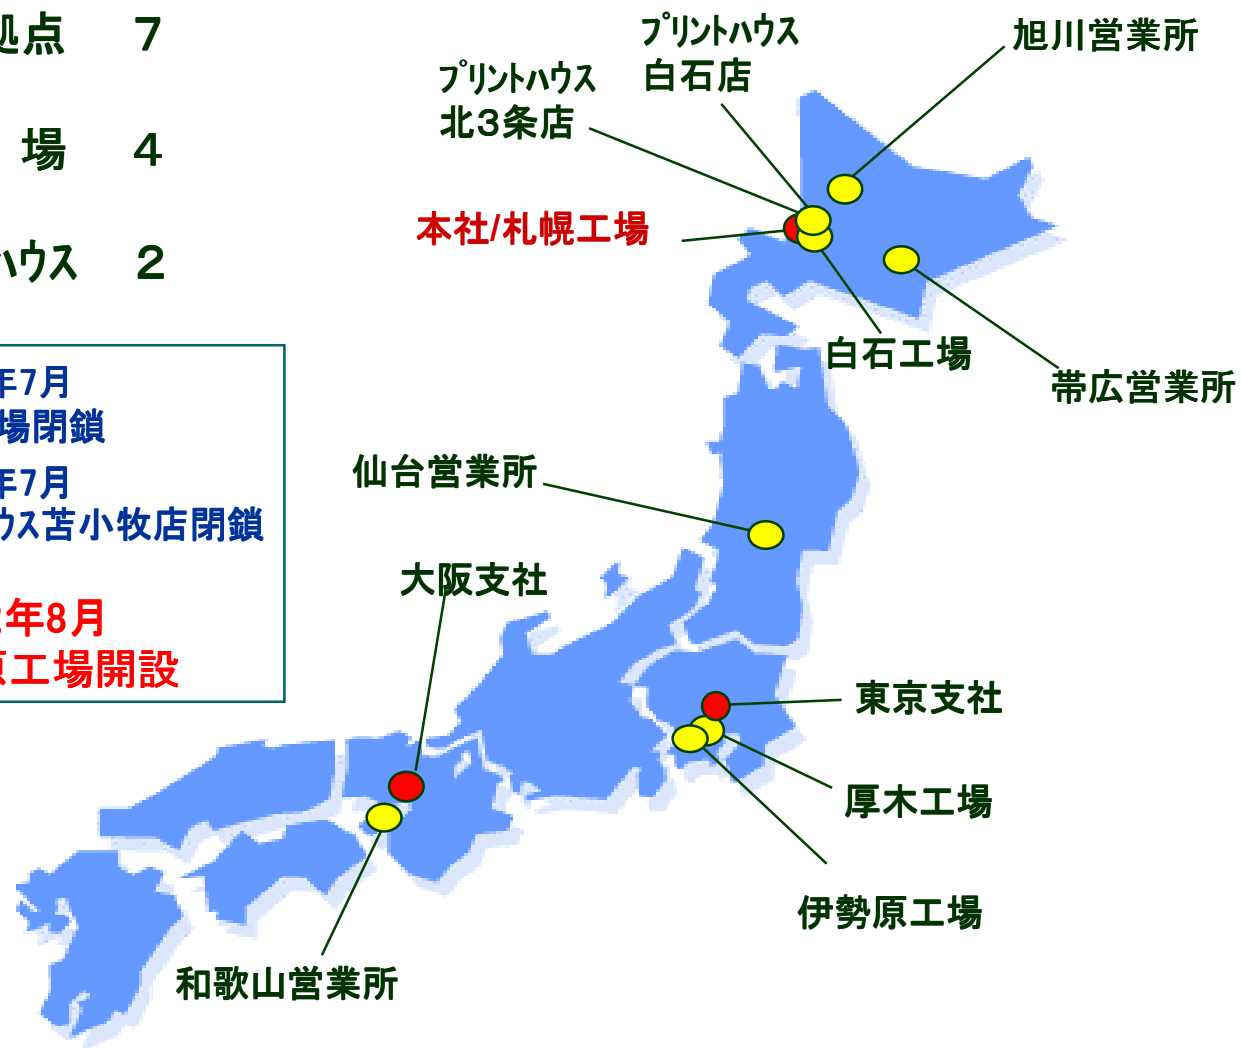 処点 7
場 4
ハウス 2
年7月
場閉鎖
年7月
ウス苫小牧店閉鎖
年8月
原工場開設
プリントハウス
白石店
旭川営業所
プリントハウス
北3条店
本社/札幌工場
白石工場
帯広営業所
仙台営業所
大阪支社
東京支社
厚木工場
伊勢原工場
和歌山営業所